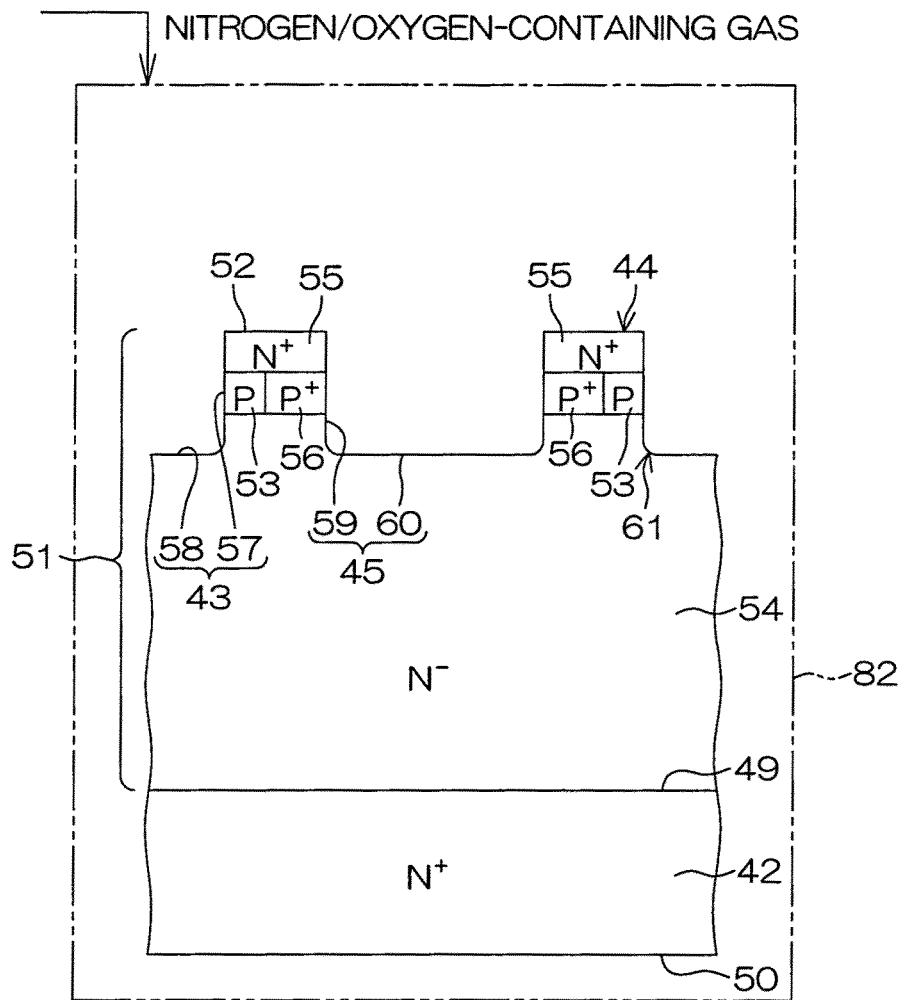 NITROGEN/OXYGEN-CONTAINING GAS
52 55 55 44
N⁺ N⁺
P P⁺ P⁺ P
56 56
53 53
59 60 61
51 58 57
45
43
54
N⁻
82
49
N⁺ 42
50